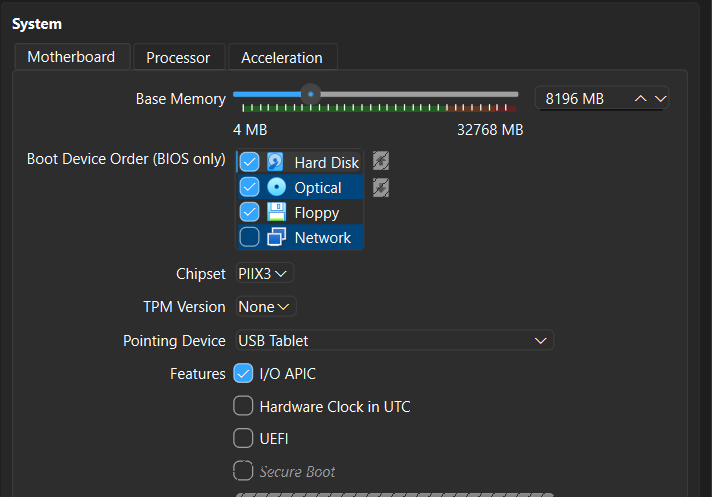 System
Motherboard Processor Acceleration
Base Memory 8196 MB
4 MB 32768 MB
Boot Device Order (BIOS only) Hard Disk
Optical
Floppy
Network
Chipset PIIX3
TPM Version None
Pointing Device USB Tablet
Features I/O APIC
Hardware Clock in UTC
UEFI
Secure Boot